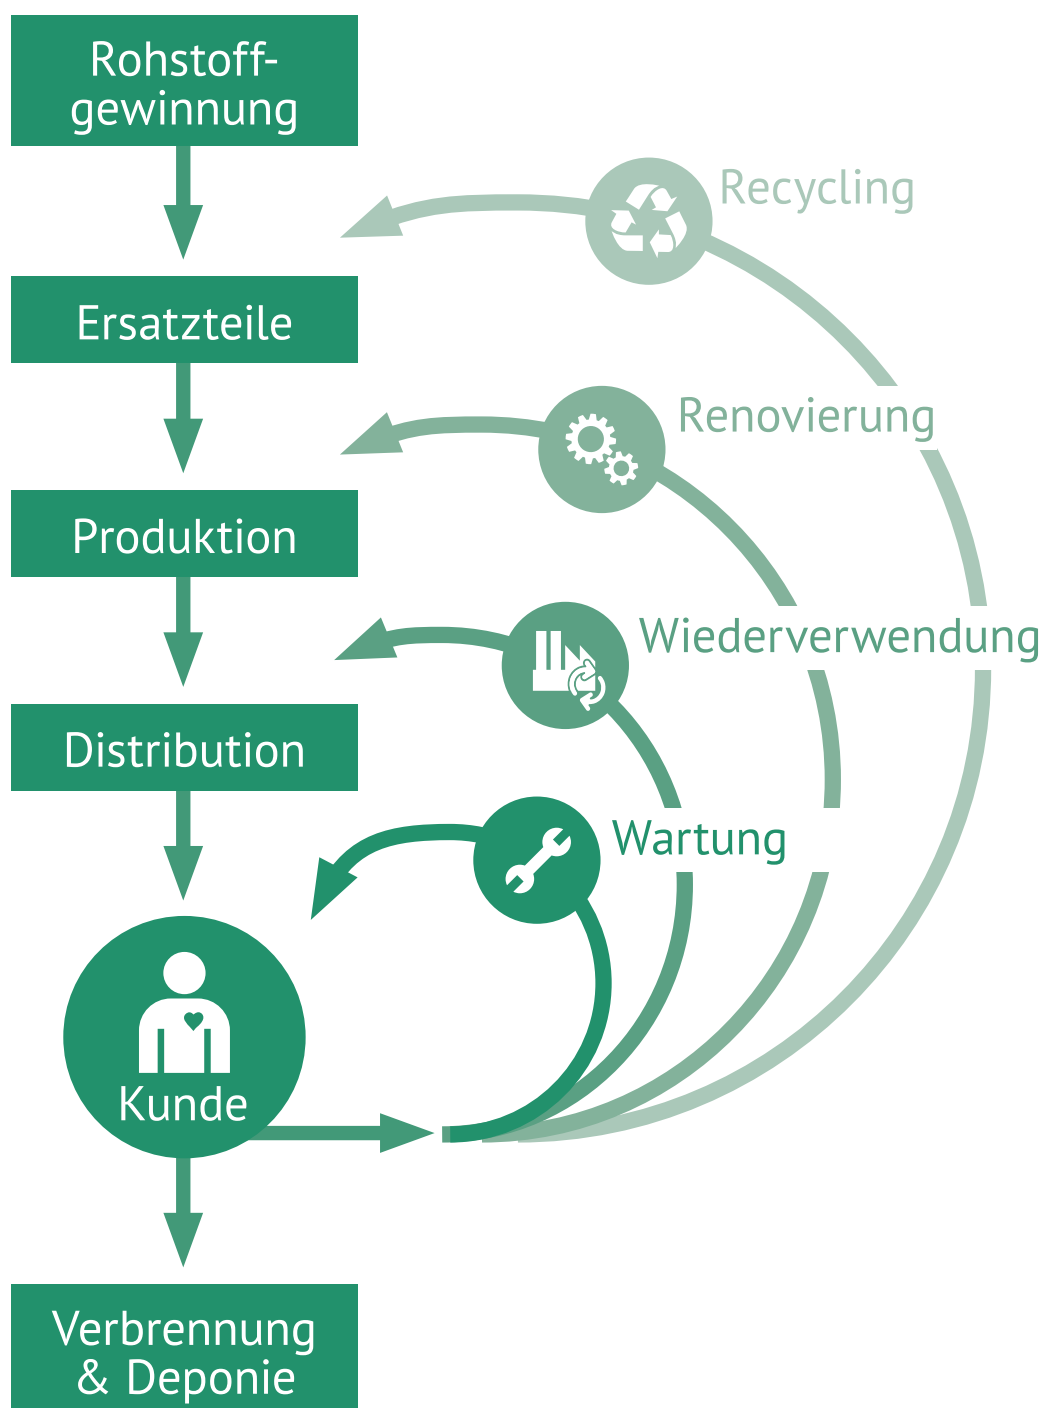 Rohstoff-
gewinnung
Recycling
Ersatzteile
Renovierung
Produktion
Wiederverwendung
Distribution
Wartung
Kunde
Verbrennung
& Deponie